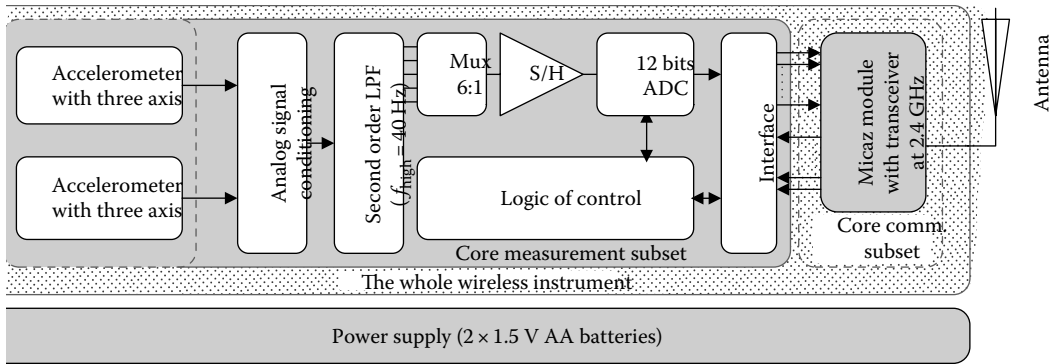 Accelerometer
with three axis
Accelerometer
with three axis
Analog signal
conditioning
Second order LPF
(fhigh = 40 Hz)
Mux
6:1
S/H
12 bits
ADC
Logic of control
Interface
Micaz module
with transceiver
at 2.4 GHz
Antenna
Core comm.
subset
Core measurement subset
The whole wireless instrument
Power supply (2 × 1.5 V AA batteries)